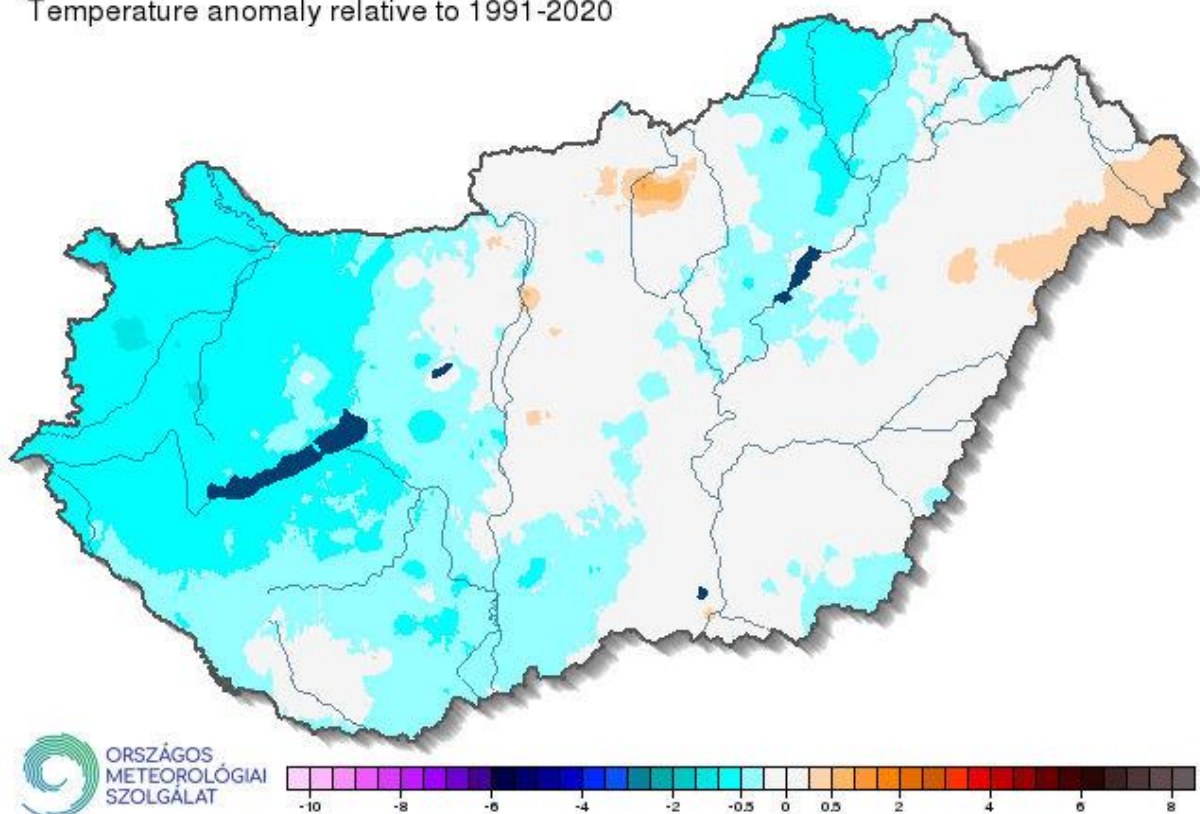 Temperature anomaly relative to 1991-2020
ORSZÁGOS
METEOROLÓGIAI
SZOLGÁLAT
-10 -8 -6 -4 -2 -0.5 0 0.5 2 4 6 8